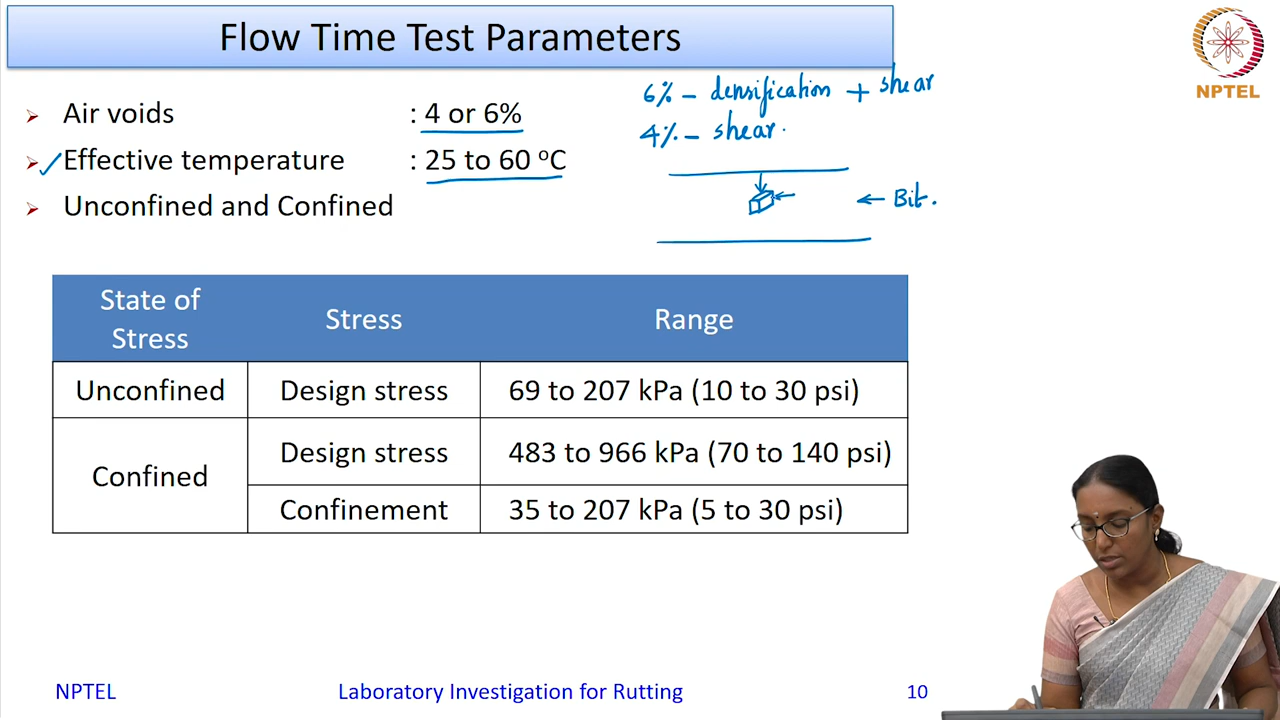 Flow Time Test Parameters
NPTEL
6% - densification + shear
Air voids : 4 or 6%
4% - shear.
Effective temperature : 25 to 60 ºC
Unconfined and Confined
← Bit.
State of
Stress
Stress
Range
Unconfined
Design stress
69 to 207 kPa (10 to 30 psi)
Confined
Design stress
483 to 966 kPa (70 to 140 psi)
Confinement
35 to 207 kPa (5 to 30 psi)
NPTEL
Laboratory Investigation for Rutting
10